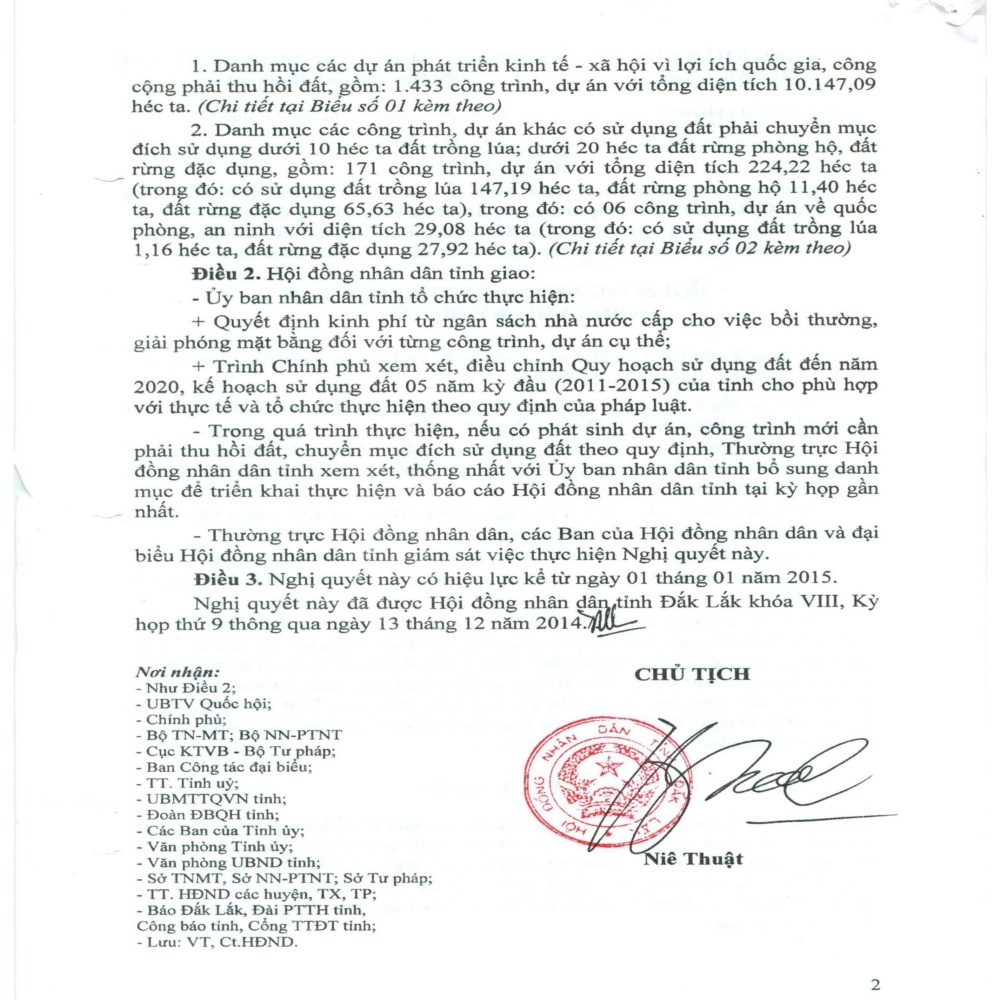 1. Danh mục các dự án phát triển kinh tế - xã hội vì lợi ích quốc gia, công
cộng phải thu hồi đất, gồm: 1.433 công trình, dự án với tổng diện tích 10.147,09
héc ta. (Chi tiết tại Biểu số 01 kèm theo)
2. Danh mục các công trình, dự án khác có sử dụng đất phải chuyển mục
đích sử dụng dưới 10 héc ta đất trồng lúa; dưới 20 héc ta đất rừng phòng hộ, đất
rừng đặc dụng, gồm: 171 công trình, dự án với tổng diện tích 224,22 héc ta
(trong đó: có sử dụng đất trồng lúa 147,19 héc ta, đất rừng phòng hộ 11,40 héc
ta, đất rừng đặc dụng 65,63 héc ta), trong đó: có 06 công trình, dự án về quốc
phòng, an ninh với diện tích 29,08 héc ta (trong đó: có sử dụng đất trồng lúa
1,16 héc ta, đất rừng đặc dụng 27,92 héc ta). (Chi tiết tại Biểu số 02 kèm theo)
Điều 2. Hội đồng nhân dân tỉnh giao:
- Ủy ban nhân dân tỉnh tổ chức thực hiện:
+ Quyết định kinh phí từ ngân sách nhà nước cấp cho việc bồi thường,
giải phóng mặt bằng đối với từng công trình, dự án cụ thể;
+ Trình Chính phủ xem xét, điều chỉnh Quy hoạch sử dụng đất đến năm
2020, kế hoạch sử dụng đất 05 năm kỳ đầu (2011-2015) của tỉnh cho phù hợp
với thực tế và tổ chức thực hiện theo quy định của pháp luật.
- Trong quá trình thực hiện, nếu có phát sinh dự án, công trình mới cần
phải thu hồi đất, chuyển mục đích sử dụng đất theo quy định, Thường trực Hội
đồng nhân dân tỉnh xem xét, thống nhất với Ủy ban nhân dân tỉnh bổ sung danh
mục để triển khai thực hiện và báo cáo Hội đồng nhân dân tỉnh tại kỳ họp gần
nhất.
- Thường trực Hội đồng nhân dân, các Ban của Hội đồng nhân dân và đại
biểu Hội đồng nhân dân tỉnh giám sát việc thực hiện Nghị quyết này.
Điều 3. Nghị quyết này có hiệu lực kể từ ngày 01 tháng 01 năm 2015.
Nghị quyết này đã được Hội đồng nhân dân tỉnh Đắk Lắk khóa VIII, Kỳ
họp thứ 9 thông qua ngày 13 tháng 12 năm 2014.
Nơi nhận:
- Như Điều 2;
- UBTV Quốc hội;
- Chính phủ;
- Bộ TN-MT; Bộ NN-PTNT
- Cục KTVB - Bộ Tư pháp;
- Ban Công tác đại biểu;
- TT. Tỉnh uỷ;
- UBMTTQVN tỉnh;
- Đoàn ĐBQH tỉnh;
- Các Ban của Tỉnh ủy;
- Văn phòng Tỉnh ủy;
- Văn phòng UBND tỉnh;
- Sở TNMT, Sở NN-PTNT; Sở Tư pháp;
- TT. HĐND các huyện, TX, TP;
- Báo Đắk Lắk, Đài PTTH tỉnh,
Công báo tỉnh, Cổng TTĐT tỉnh;
- Lưu: VT, Ct.HĐND.
CHỦ TỊCH
HỘI ĐỒNG NHÂN DÂN TỈNH ĐẮK LẮK
Niê Thuật
2